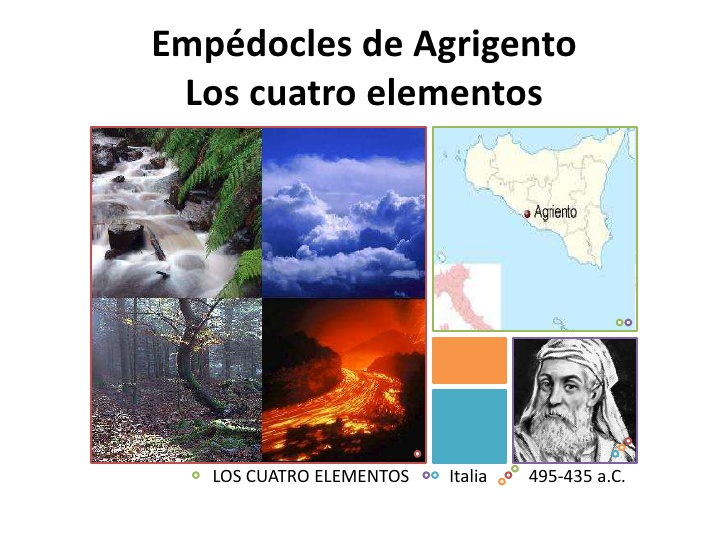 Empédocles de Agrigento
Los cuatro elementos
Agriento
LOS CUATRO ELEMENTOS
Italia
495-435 a.C.